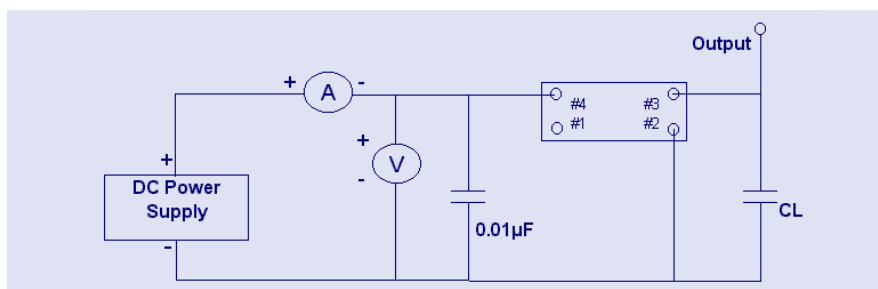 Output
+ A -
#4 #3
#1 #2
+
V
-
+
DC Power
Supply
-
0.01µF
CL